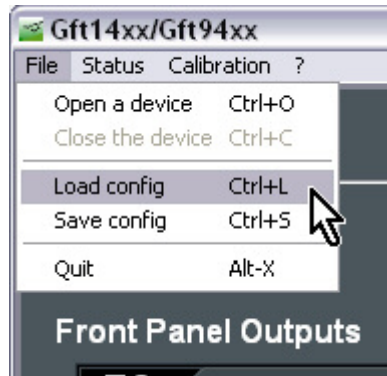 Gft14xx/Gft94xx
File Status Calibration ?
Open a device Ctrl+O
Close the device Ctrl+C
Load config Ctrl+L
Save config Ctrl+S
Quit Alt-X
Front Panel Outputs